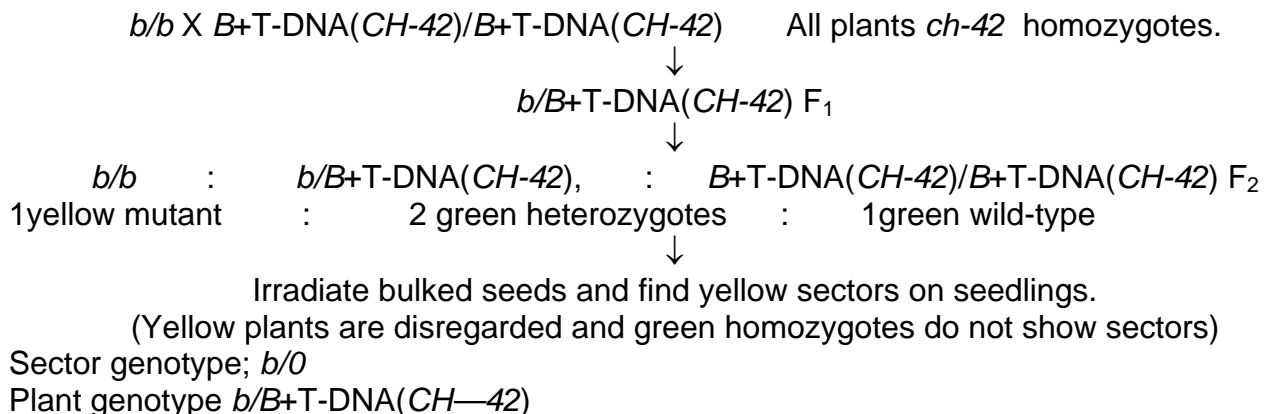 b/b X B+T-DNA(CH-42)/B+T-DNA(CH-42) All plants ch-42 homozygotes.
↓
b/B+T-DNA(CH-42) F₁
↓
b/b : b/B+T-DNA(CH-42), : B+T-DNA(CH-42)/B+T-DNA(CH-42) F₂
1yellow mutant : 2 green heterozygotes : 1green wild-type
↓
Irradiate bulked seeds and find yellow sectors on seedlings.
(Yellow plants are disregarded and green homozygotes do not show sectors)
Sector genotype; b/0
Plant genotype b/B+T-DNA(CH—42)